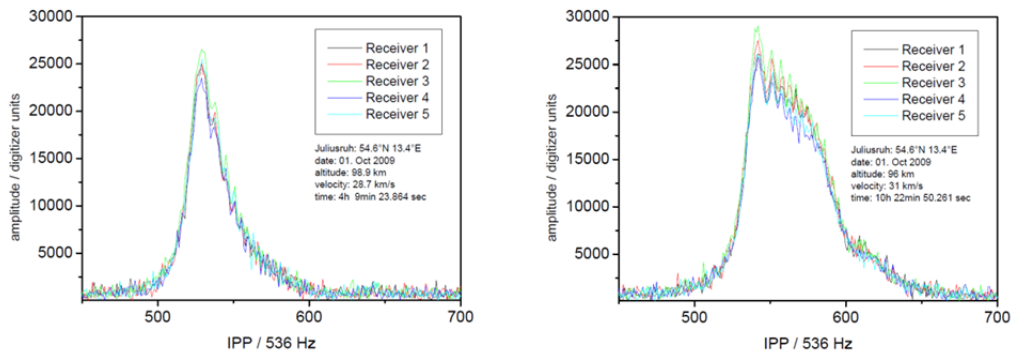 30000
25000
20000
15000
10000
5000
500
600
700
amplitude / digitizer units
IPP / 536 Hz
Receiver 1
Receiver 2
Receiver 3
Receiver 4
Receiver 5
Juliusruh: 54.6°N 13.4°E
date: 01. Oct 2009
altitude: 98.9 km
velocity: 28.7 km/s
time: 4h 9min 23.864 sec
30000
25000
20000
15000
10000
5000
500
600
700
amplitude / digitizer units
IPP / 536 Hz
Receiver 1
Receiver 2
Receiver 3
Receiver 4
Receiver 5
Juliusruh: 54.6°N 13.4°E
date: 01. Oct 2009
altitude: 96 km
velocity: 31 km/s
time: 10h 22min 50.261 sec